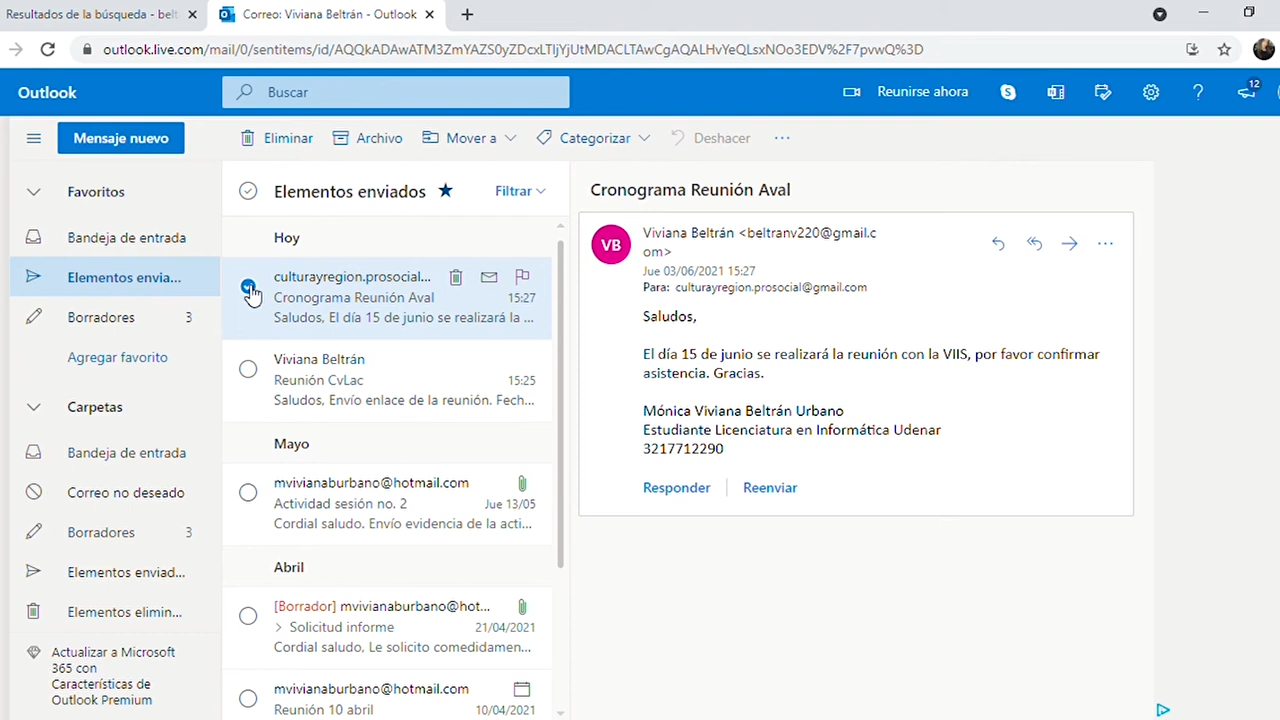 Resultados de la búsqueda - belt
Correo: Viviana Beltrán - Outlook
outlook.live.com/mail/0/sentitems/id/AQQkADAwATM3ZmYAZS0yZDcxLTljYjUtMDACLTAwCgAQALHvYeQLsxNOo3EDV%2F7pvwQ%3D
Outlook
Buscar
Reunirse ahora
12
Mensaje nuevo
Eliminar
Archivo
Mover a
Categorizar
Deshacer
Favoritos
Bandeja de entrada
Elementos envia...
Borradores 3
Agregar favorito
Carpetas
Bandeja de entrada
Correo no deseado
Borradores 3
Elementos enviad...
Elementos elimin...
Actualizar a Microsoft
365 con
Características de
Outlook Premium
Elementos enviados
Filtrar
Hoy
culturayregion.prosocial...
Cronograma Reunión Aval 15:27
Saludos, El día 15 de junio se realizará la ...
Viviana Beltrán
Reunión CvLac 15:25
Saludos, Envío enlace de la reunión. Fech...
Mayo
mvivianaburbano@hotmail.com
Actividad sesión no. 2 Jue 13/05
Cordial saludo. Envío evidencia de la acti...
Abril
[Borrador] mvivianaburbano@hot...
Solicitud informe 21/04/2021
Cordial saludo, Le solicito comedidamen...
mvivianaburbano@hotmail.com
Reunión 10 abril 10/04/2021
Cronograma Reunión Aval
VB
Viviana Beltrán <beltranv220@gmail.c
om>
Jue 03/06/2021 15:27
Para: culturayregion.prosocial@gmail.com
Saludos,
El día 15 de junio se realizará la reunión con la VIIS, por favor confirmar
asistencia. Gracias.
Mónica Viviana Beltrán Urbano
Estudiante Licenciatura en Informática Udenar
3217712290
Responder
Reenviar